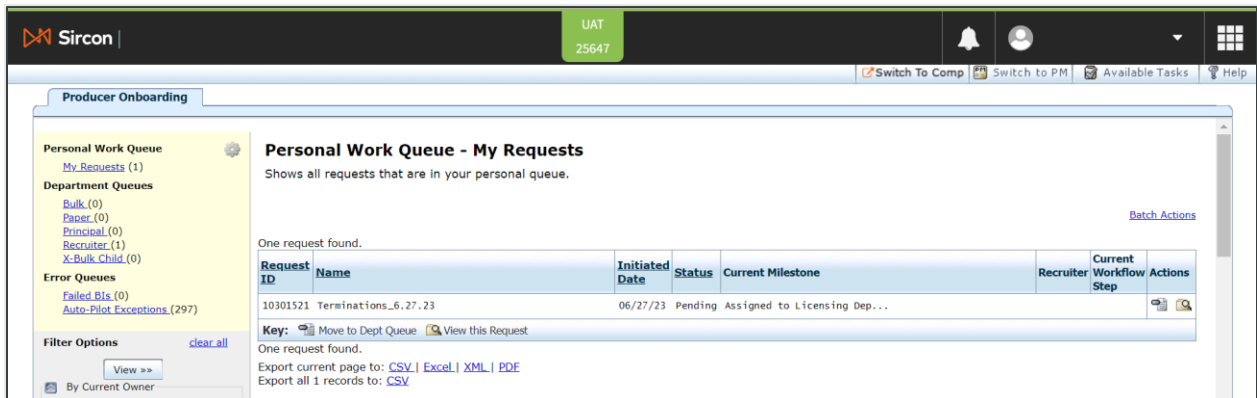 Sircon |
UAT
25647
Switch To Comp Switch to PM Available Tasks Help
Producer Onboarding
Personal Work Queue
My Requests (1)
Department Queues
Bulk (0)
Paper (0)
Principal (0)
Recruiter (1)
X-Bulk Child (0)
Error Queues
Failed BIs (0)
Auto-Pilot Exceptions (297)
Filter Options clear all
View »»
By Current Owner
Personal Work Queue - My Requests
Shows all requests that are in your personal queue.
Batch Actions
One request found.
Request ID Name Initiated Date Status Current Milestone Recruiter Current Workflow Step Actions
10301521 Terminations_6.27.23 06/27/23 Pending Assigned to Licensing Dep...
Key: Move to Dept Queue View this Request
One request found.
Export current page to: CSV | Excel | XML | PDF
Export all 1 records to: CSV